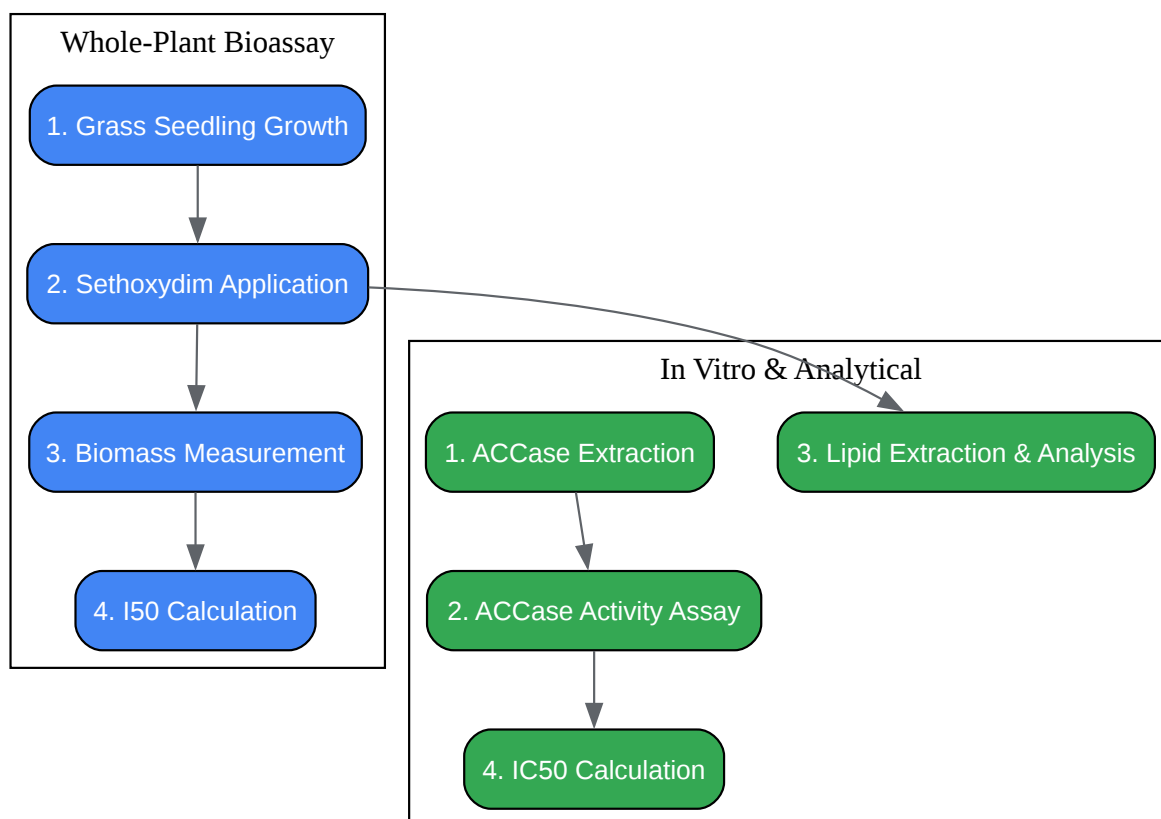 Whole-Plant Bioassay
1. Grass Seedling Growth
2. Sethoxydim Application
3. Biomass Measurement
4. I50 Calculation
In Vitro & Analytical
1. ACCase Extraction
3. Lipid Extraction & Analysis
2. ACCase Activity Assay
4. IC50 Calculation